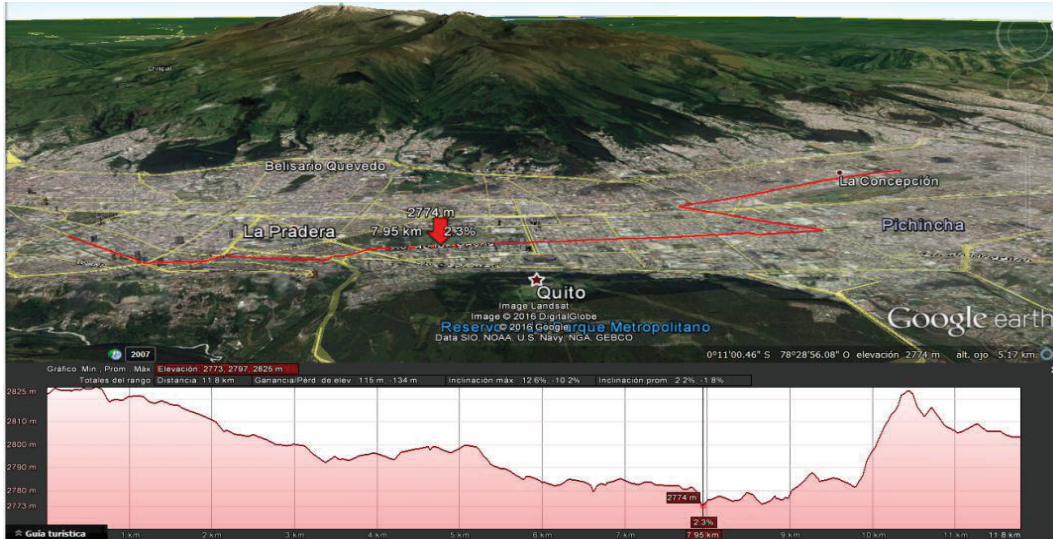 Chiqal
Belisario Quevedo
La Concepción
2774 m
7.95 km 2.3%
La Pradera
Pichincha
Quito
Image Landsat
Image © 2016 DigitalGlobe
© 2016 Google
Data SIO, NOAA, U.S. Navy, NGA, GEBCO
Google earth
2007
0°11'00.46" S 78°28'56.08" O elevación 2774 m alt. ojo 5.17 km
Gráfico Min., Prom., Máx Elevación: 2773, 2797, 2825 m
Totales del rango: Distancia: 11.8 km Ganancia/Pérd. de elev.: 115 m, -134 m Inclinación máx.: 12.6%, -10.2% Inclinación prom.: 2.2%, -1.8%
2825 m
2810 m
2800 m
2790 m
2780 m
2773 m
2774 m
2.3%
Guía turística
1 km 2 km 3 km 4 km 5 km 6 km 7 km 7.95 km 9 km 10 km 11 km 11.8 km